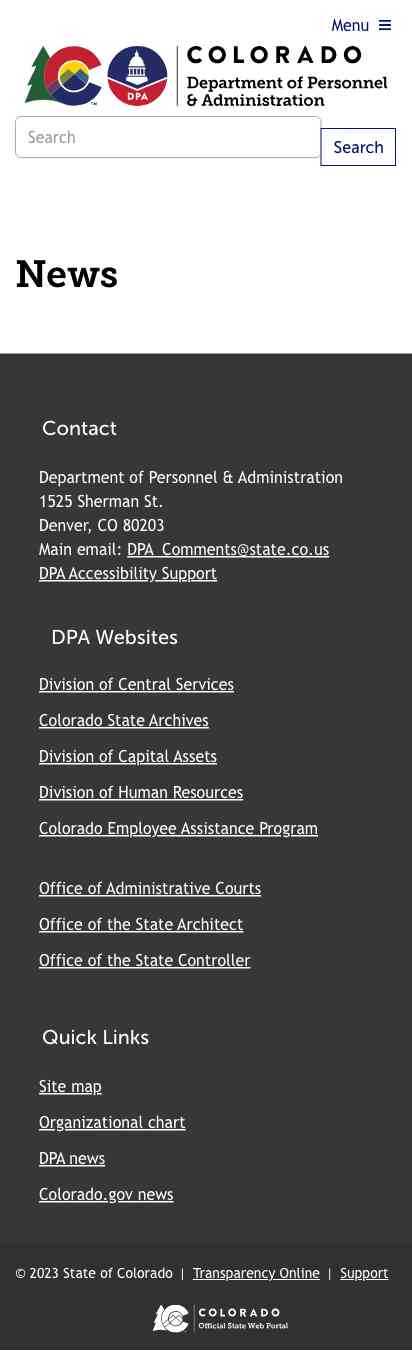 Menu
COLORADO
Department of Personnel
& Administration
DPA
TM
Search
Search
News
Contact
Department of Personnel & Administration
1525 Sherman St.
Denver, CO 80203
Main email: DPA_Comments@state.co.us
DPA Accessibility Support
DPA Websites
Division of Central Services
Colorado State Archives
Division of Capital Assets
Division of Human Resources
Colorado Employee Assistance Program
Office of Administrative Courts
Office of the State Architect
Office of the State Controller
Quick Links
Site map
Organizational chart
DPA news
Colorado.gov news
© 2023 State of Colorado | Transparency Online | Support
COLORADO
Official State Web Portal